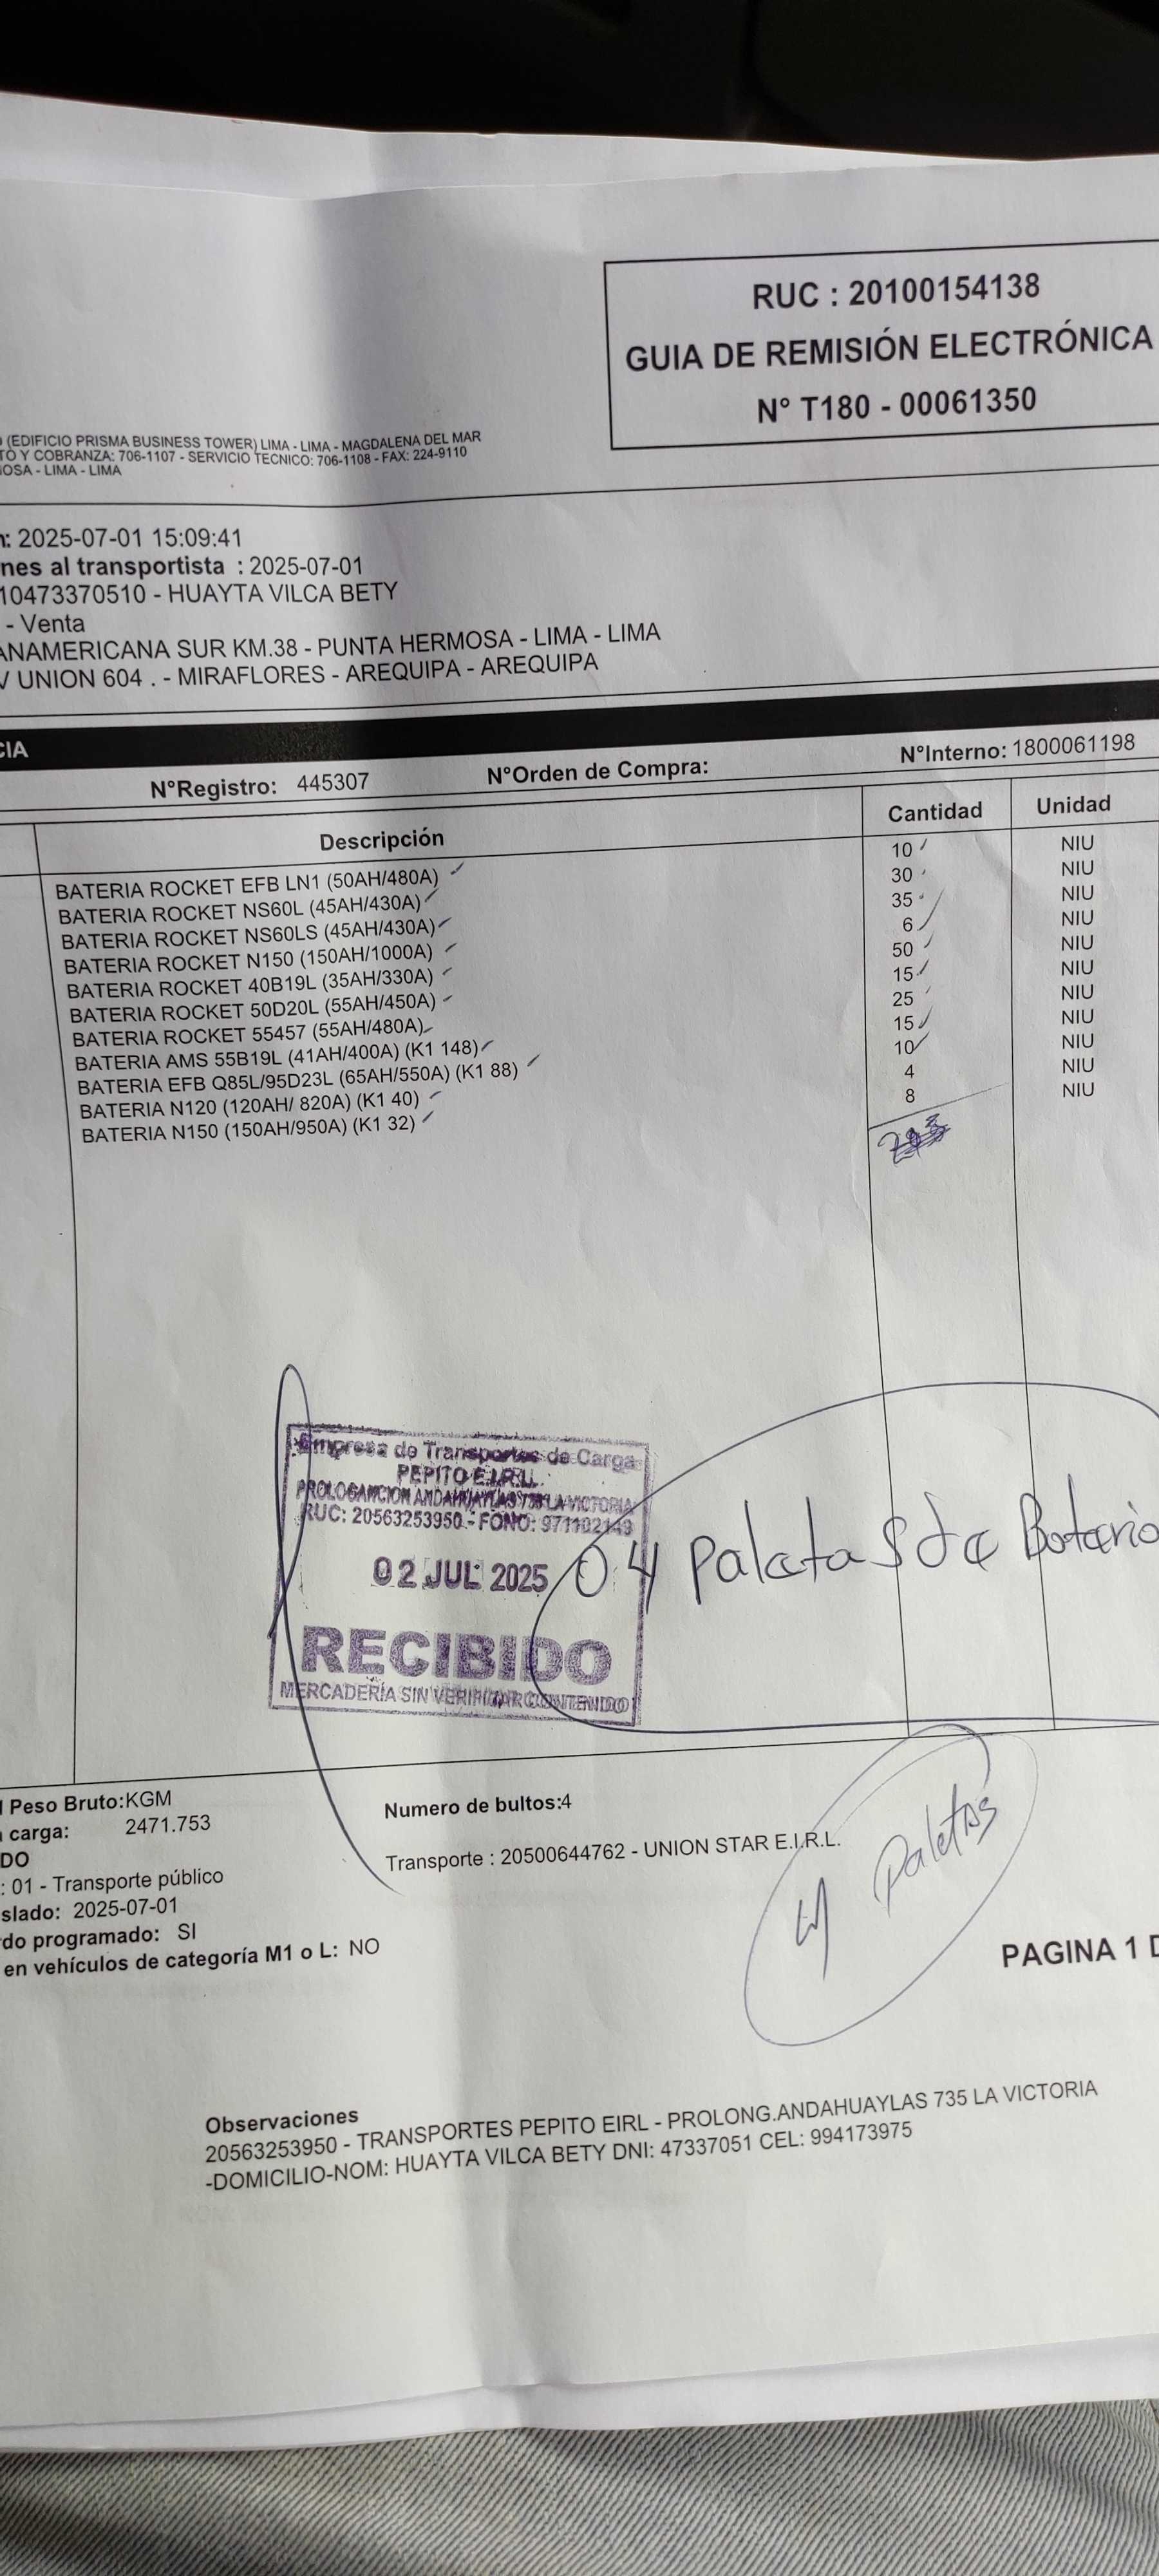 RUC : 20100154138
GUIA DE REMISIÓN ELECTRÓNICA
N° T180 - 00061350
(EDIFICIO PRISMA BUSINESS TOWER) LIMA - LIMA - MAGDALENA DEL MAR
TO Y COBRANZA: 706-1107 - SERVICIO TECNICO: 706-1108 - FAX: 224-9110
OSA - LIMA - LIMA
n: 2025-07-01 15:09:41
nes al transportista : 2025-07-01
10473370510 - HUAYTA VILCA BETY
- Venta
ANAMERICANA SUR KM.38 - PUNTA HERMOSA - LIMA - LIMA
V UNION 604 . - MIRAFLORES - AREQUIPA - AREQUIPA
CIA
N°Registro: 445307 N°Orden de Compra: N°Interno: 1800061198
Descripción Cantidad Unidad
BATERIA ROCKET EFB LN1 (50AH/480A) 10 NIU
BATERIA ROCKET NS60L (45AH/430A) 30 NIU
BATERIA ROCKET NS60LS (45AH/430A) 35 NIU
BATERIA ROCKET N150 (150AH/1000A) 6 NIU
BATERIA ROCKET 40B19L (35AH/330A) 50 NIU
BATERIA ROCKET 50D20L (55AH/450A) 15 NIU
BATERIA ROCKET 55457 (55AH/480A) 25 NIU
BATERIA AMS 55B19L (41AH/400A) (K1 148) 15 NIU
BATERIA EFB Q85L/95D23L (65AH/550A) (K1 88) 10 NIU
BATERIA N120 (120AH/ 820A) (K1 40) 4 NIU
BATERIA N150 (150AH/950A) (K1 32) 8 NIU
Empresa de Transportes de Carga
PEPITO E.I.R.L.
PROLOGANCION ANDAHUAYLAS 735 LA VICTORIA
RUC: 20563253950 - FONO: 971102149
02 JUL 2025
04 Paletas de Bateria
RECIBIDO
MERCADERÍA SIN VERIFICAR CONTENIDO
l Peso Bruto:KGM
a carga: 2471.753
Numero de bultos:4
DO
Transporte : 20500644762 - UNION STAR E.I.R.L.
: 01 - Transporte público
slado: 2025-07-01
rdo programado: SI
en vehículos de categoría M1 o L: NO
4 Paletas
PAGINA 1 D
Observaciones
20563253950 - TRANSPORTES PEPITO EIRL - PROLONG.ANDAHUAYLAS 735 LA VICTORIA
-DOMICILIO-NOM: HUAYTA VILCA BETY DNI: 47337051 CEL: 994173975